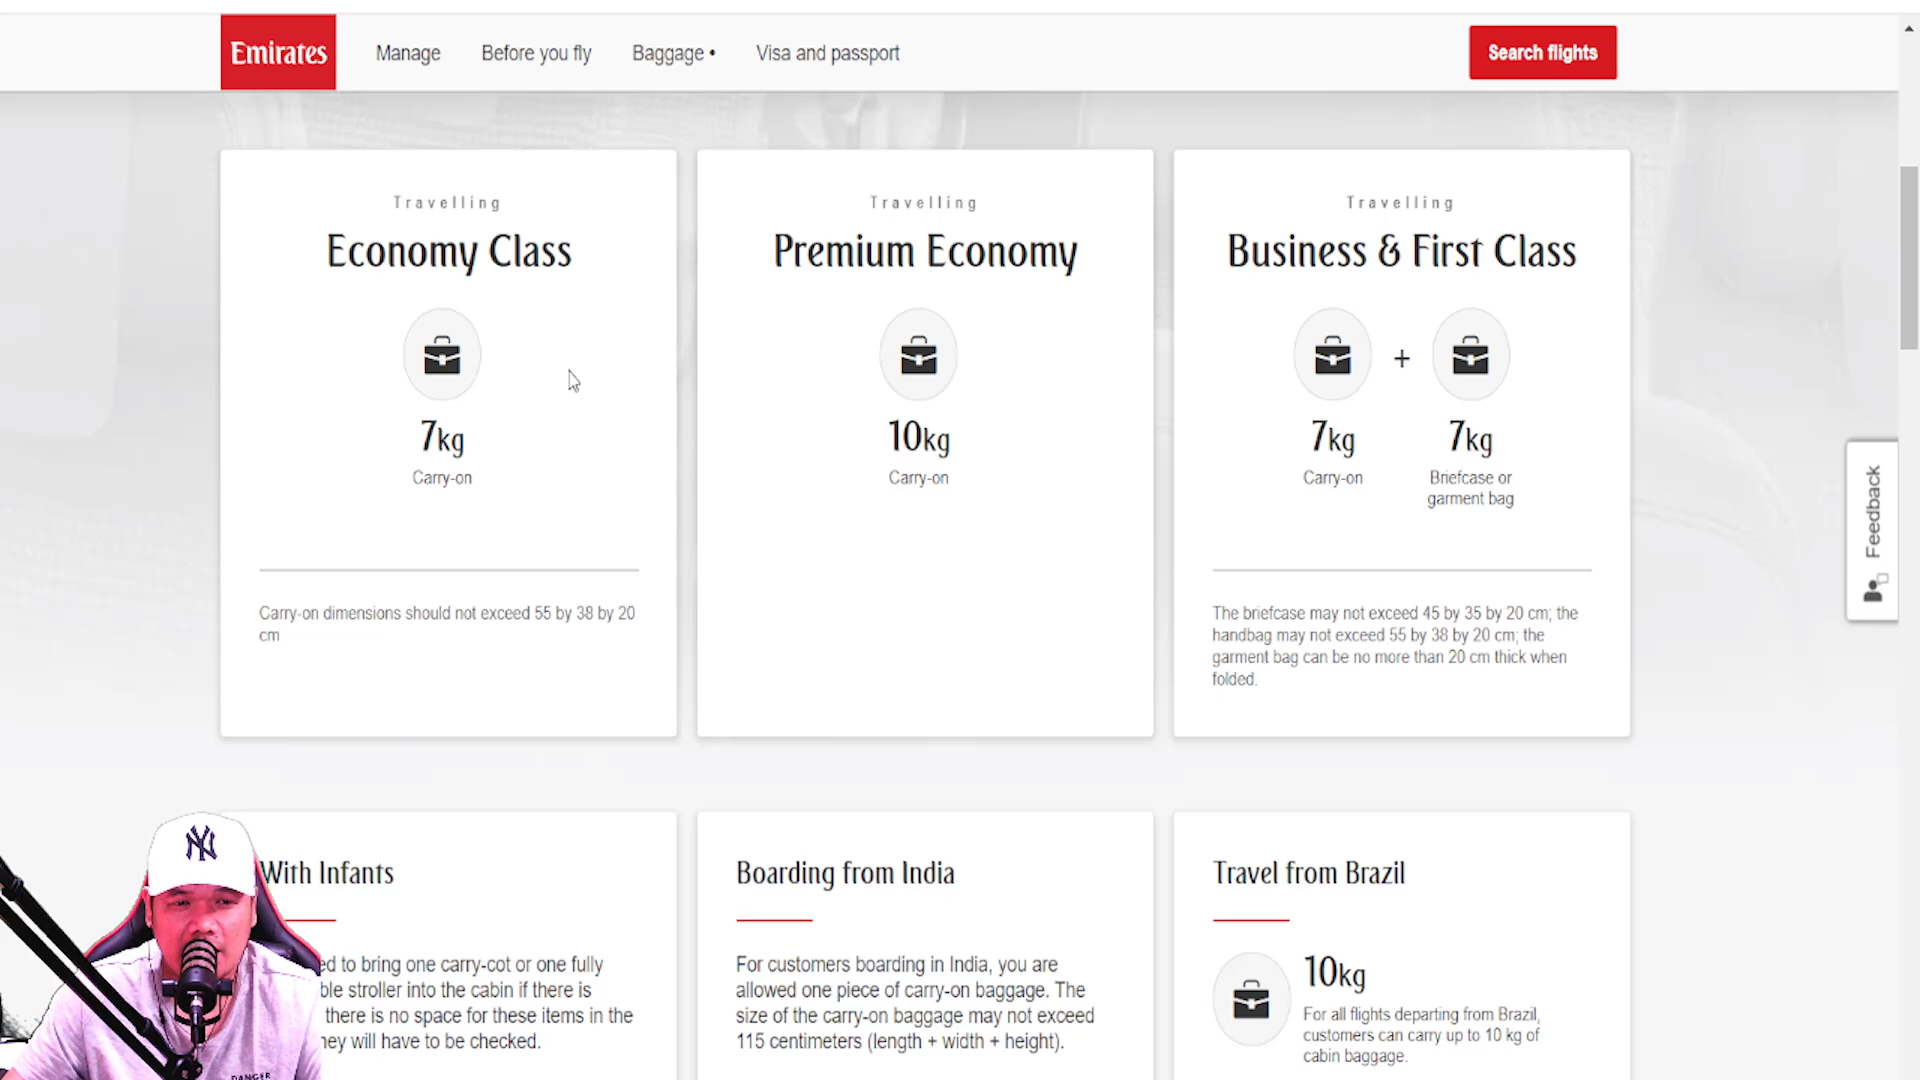 Emirates
Manage
Before you fly
Baggage •
Visa and passport
Search flights
Travelling
Economy Class
7kg
Carry-on
Carry-on dimensions should not exceed 55 by 38 by 20
cm
Travelling
Premium Economy
10kg
Carry-on
Travelling
Business & First Class
+
7kg
Carry-on
7kg
Briefcase or
garment bag
The briefcase may not exceed 45 by 35 by 20 cm; the
handbag may not exceed 55 by 38 by 20 cm; the
garment bag can be no more than 20 cm thick when
folded.
Feedback
NY
With Infants
to bring one carry-cot or one fully
stroller into the cabin if there is
there is no space for these items in the
will have to be checked.
Boarding from India
For customers boarding in India, you are
allowed one piece of carry-on baggage. The
size of the carry-on baggage may not exceed
115 centimeters (length + width + height).
Travel from Brazil
10kg
For all flights departing from Brazil,
customers can carry up to 10 kg of
cabin baggage.
DANGER